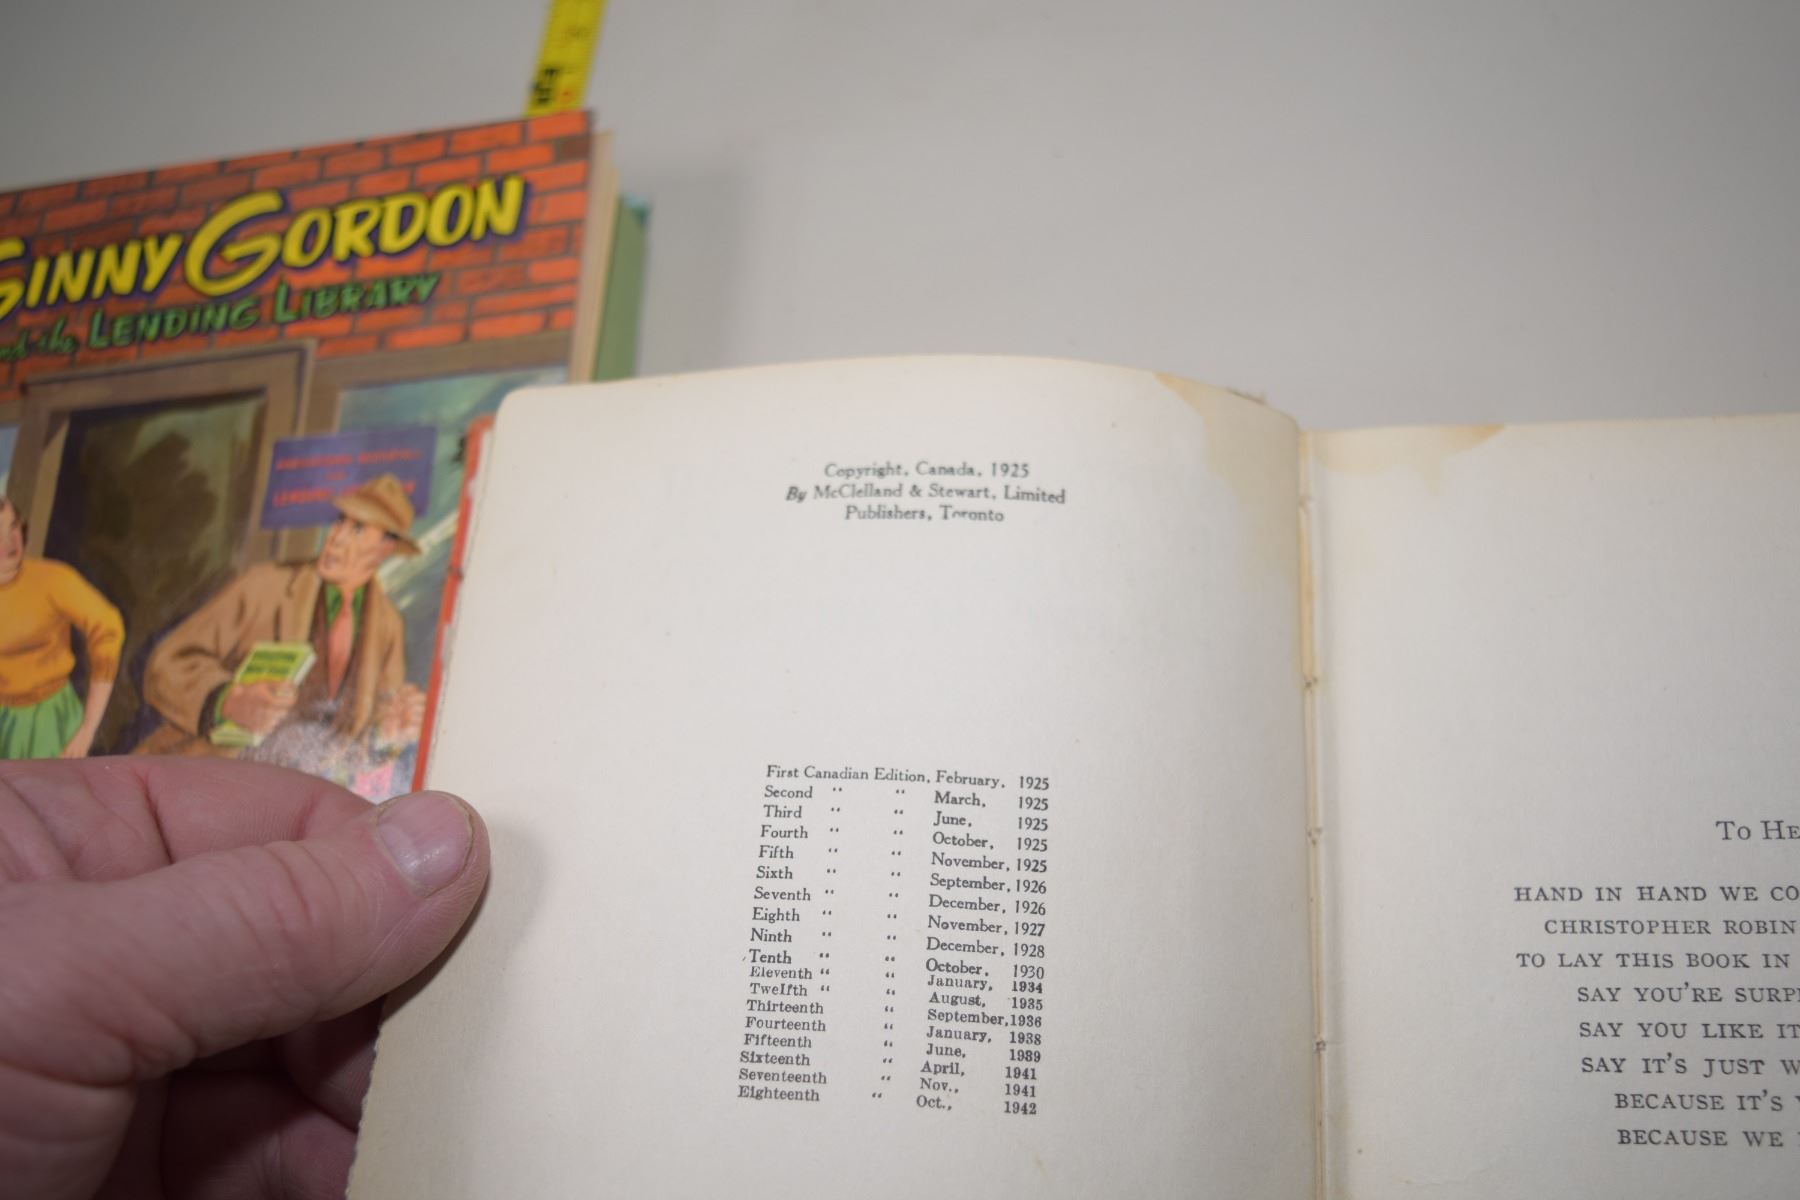 GINNY GORDON
and the LENDING LIBRARY
LENDING
Copyright, Canada, 1925
By McClelland & Stewart, Limited
Publishers, Toronto
First Canadian Edition, February, 1925
Second " " March, 1925
Third " " June, 1925
Fourth " " October, 1925
Fifth " " November, 1925
Sixth " " September, 1926
Seventh " " December, 1926
Eighth " " November, 1927
Ninth " " December, 1928
Tenth " " October, 1930
Eleventh " " January, 1934
Twelfth " " August, 1935
Thirteenth " September, 1936
Fourteenth " January, 1938
Fifteenth " June, 1939
Sixteenth " April, 1941
Seventeenth " Nov., 1941
Eighteenth " Oct., 1942
To HE
HAND IN HAND WE CO
CHRISTOPHER ROBIN
TO LAY THIS BOOK IN
SAY YOU'RE SURP
SAY YOU LIKE IT
SAY IT'S JUST W
BECAUSE IT'S
BECAUSE WE